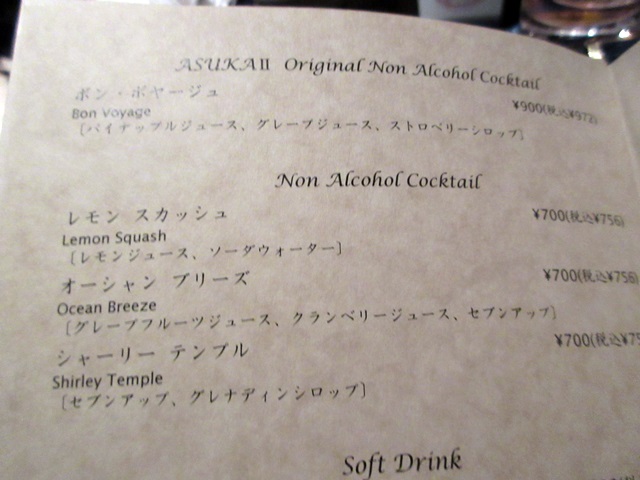 ASUKAⅡ Original Non Alcohol Cocktail
ボン・ボヤージュ ¥900(税込¥972)
Bon Voyage
〔パイナップルジュース、グレープジュース、ストロベリーシロップ〕
Non Alcohol Cocktail
レモン スカッシュ ¥700(税込¥756)
Lemon Squash
〔レモンジュース、ソーダウォーター〕
オーシャン ブリーズ ¥700(税込¥756)
Ocean Breeze
〔グレープフルーツジュース、クランベリージュース、セブンアップ〕
シャーリー テンプル ¥700(税込¥75
Shirley Temple
〔セブンアップ、グレナディンシロップ〕
Soft Drink